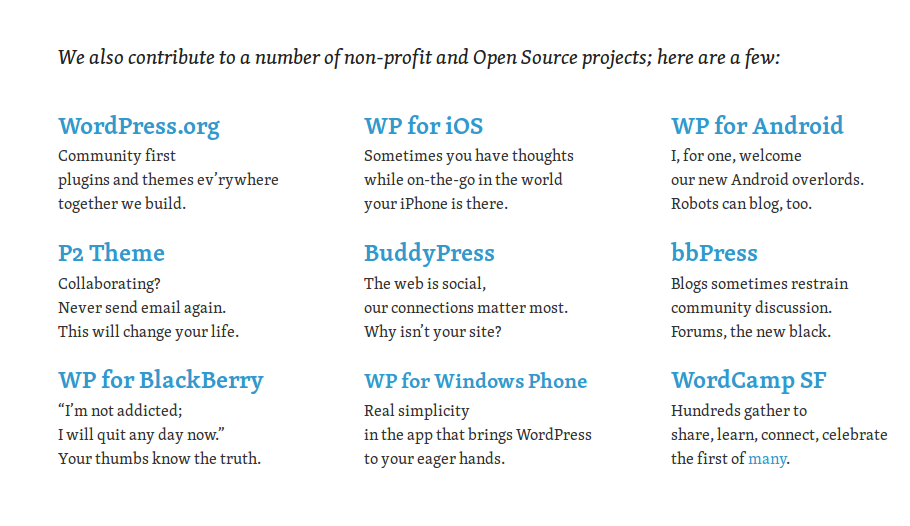 We also contribute to a number of non-profit and Open Source projects; here are a few:
WordPress.org
Community first
plugins and themes ev’rywhere
together we build.
WP for iOS
Sometimes you have thoughts
while on-the-go in the world
your iPhone is there.
WP for Android
I, for one, welcome
our new Android overlords.
Robots can blog, too.
P2 Theme
Collaborating?
Never send email again.
This will change your life.
BuddyPress
The web is social,
our connections matter most.
Why isn’t your site?
bbPress
Blogs sometimes restrain
community discussion.
Forums, the new black.
WP for BlackBerry
“I’m not addicted;
I will quit any day now.”
Your thumbs know the truth.
WP for Windows Phone
Real simplicity
in the app that brings WordPress
to your eager hands.
WordCamp SF
Hundreds gather to
share, learn, connect, celebrate
the first of many.